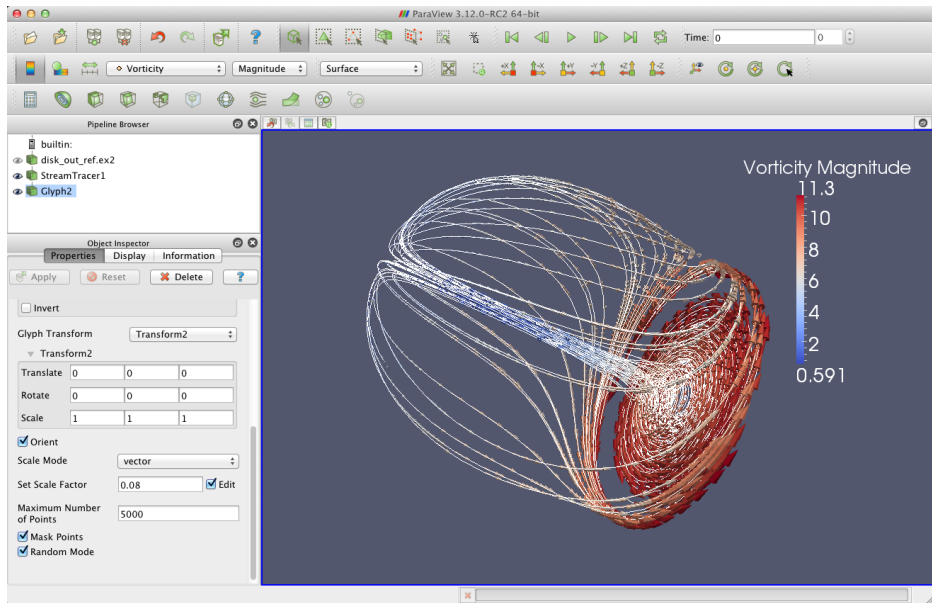 ParaView 3.12.0-RC2 64-bit
Time: 0 0
Vorticity Magnitude Surface
+X -X +Y -Y +Z -Z
Pipeline Browser
builtin:
disk_out_ref.ex2
StreamTracer1
Glyph2
Object Inspector
Properties Display Information
Apply Reset Delete ?
Invert
Glyph Transform Transform2
Transform2
Translate 0 0 0
Rotate 0 0 0
Scale 1 1 1
Orient
Scale Mode vector
Set Scale Factor 0.08 Edit
Maximum Number
of Points 5000
Mask Points
Random Mode
Vorticity Magnitude
11.3
10
8
6
4
2
0.591